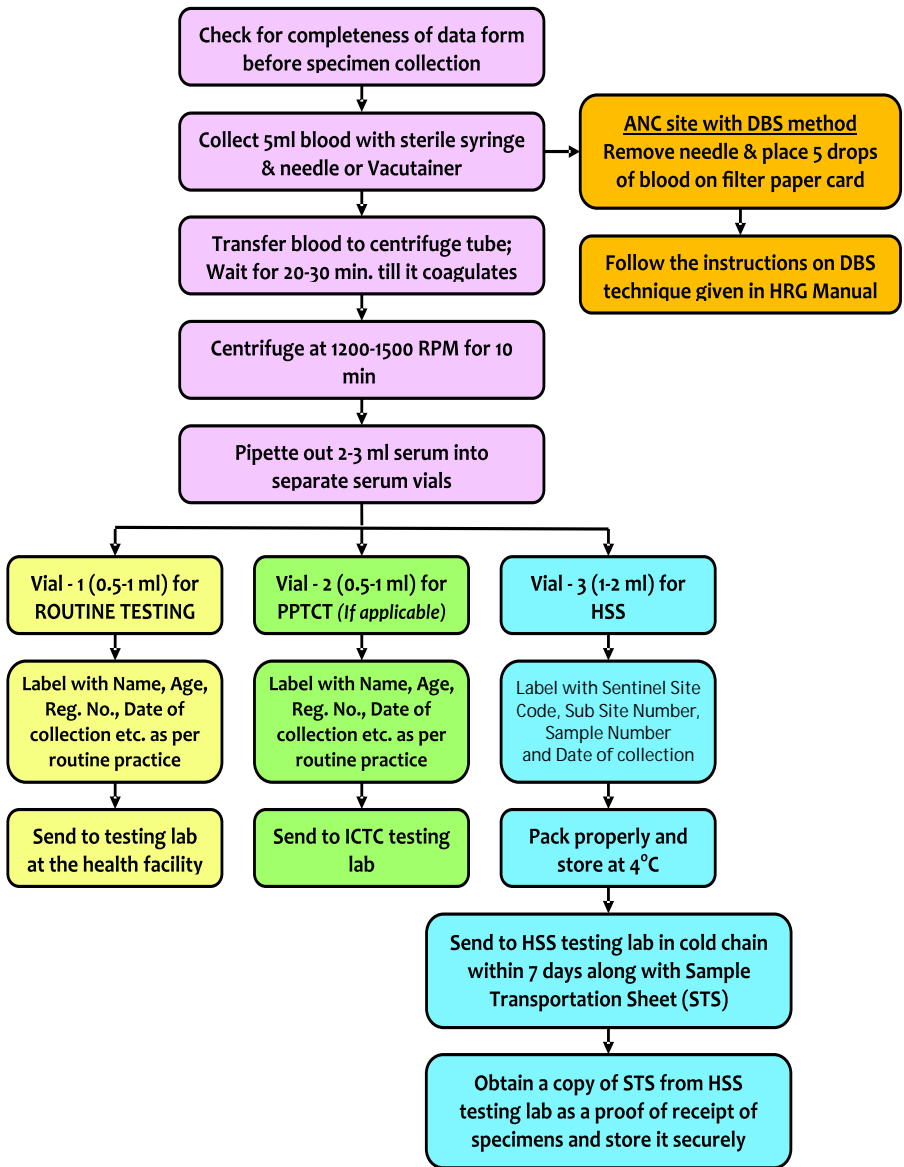 Check for completeness of data form
before specimen collection
Collect 5ml blood with sterile syringe
& needle or Vacutainer
ANC site with DBS method
Remove needle & place 5 drops
of blood on filter paper card
Transfer blood to centrifuge tube;
Wait for 20-30 min. till it coagulates
Follow the instructions on DBS
technique given in HRG Manual
Centrifuge at 1200-1500 RPM for 10
min
Pipette out 2-3 ml serum into
separate serum vials
Vial - 1 (0.5-1 ml) for
ROUTINE TESTING
Label with Name, Age,
Reg. No., Date of
collection etc. as per
routine practice
Send to testing lab
at the health facility
Vial - 2 (0.5-1 ml) for
PPTCT (If applicable)
Label with Name, Age,
Reg. No., Date of
collection etc. as per
routine practice
Send to ICTC testing
lab
Vial - 3 (1-2 ml) for
HSS
Label with Sentinel Site
Code, Sub Site Number,
Sample Number
and Date of collection
Pack properly and
store at 4°C
Send to HSS testing lab in cold chain
within 7 days along with Sample
Transportation Sheet (STS)
Obtain a copy of STS from HSS
testing lab as a proof of receipt of
specimens and store it securely